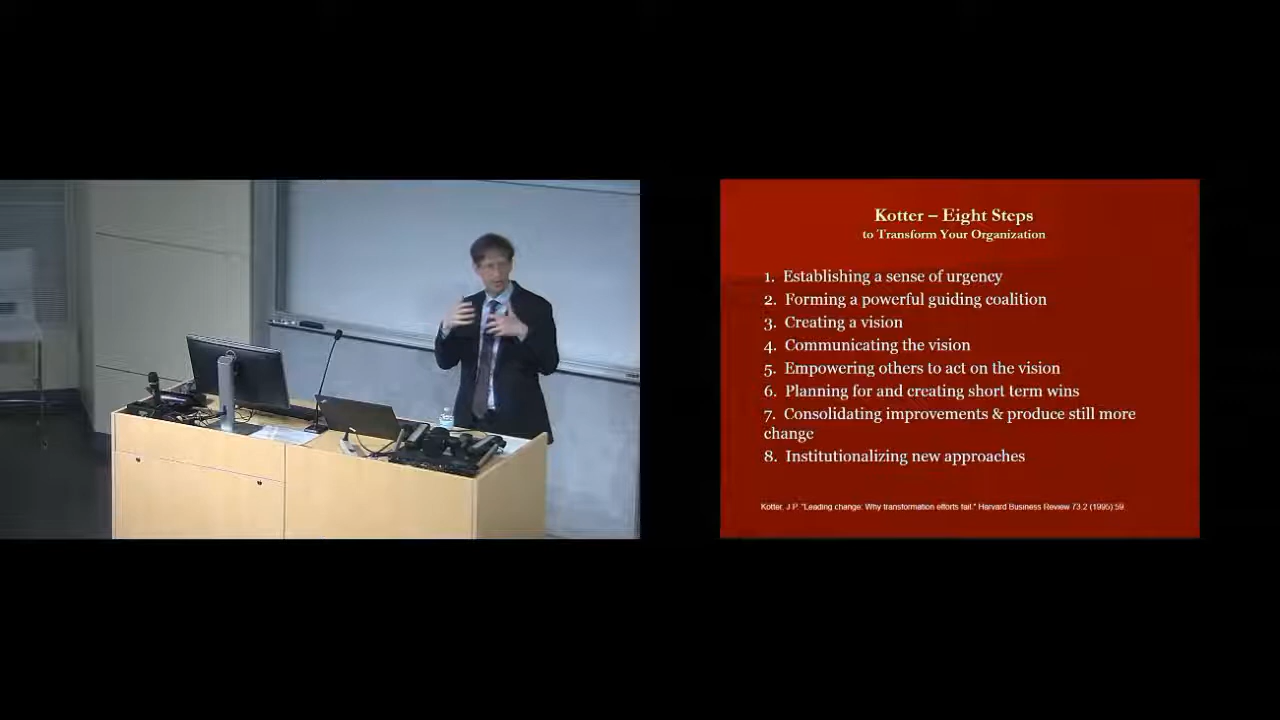 Kotter – Eight Steps
to Transform Your Organization
1. Establishing a sense of urgency
2. Forming a powerful guiding coalition
3. Creating a vision
4. Communicating the vision
5. Empowering others to act on the vision
6. Planning for and creating short term wins
7. Consolidating improvements & produce still more
change
8. Institutionalizing new approaches
Kotter, J.P. "Leading change: Why transformation efforts fail." Harvard Business Review 73.2 (1995):59